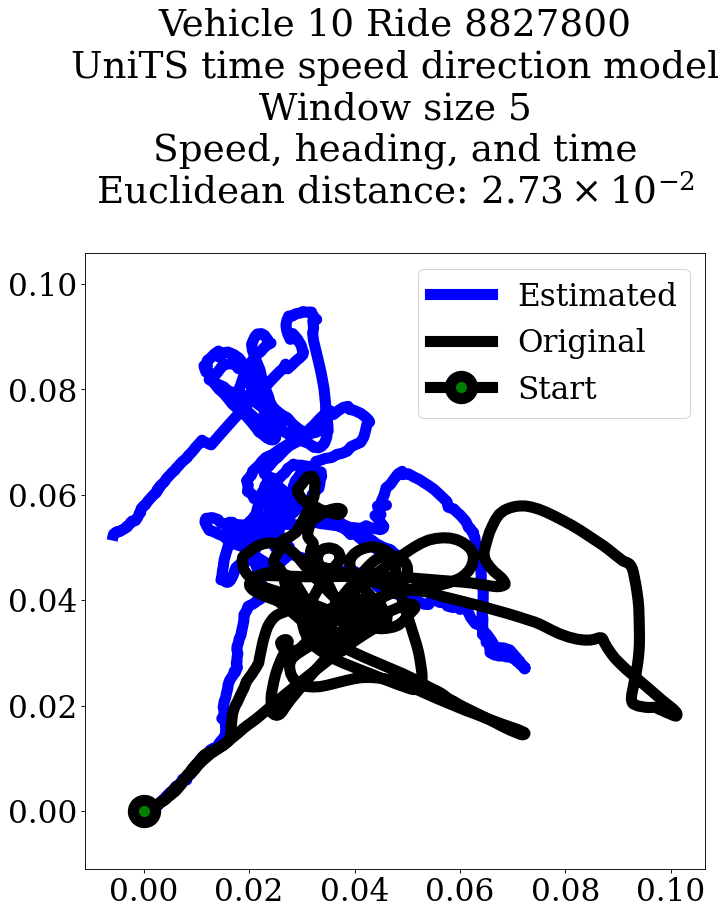 Vehicle 10 Ride 8827800
UniTS time speed direction model
Window size 5
Speed, heading, and time
Euclidean distance: 2.73 × 10⁻²
Estimated
Original
Start
0.10
0.08
0.06
0.04
0.02
0.00
0.00 0.02 0.04 0.06 0.08 0.10